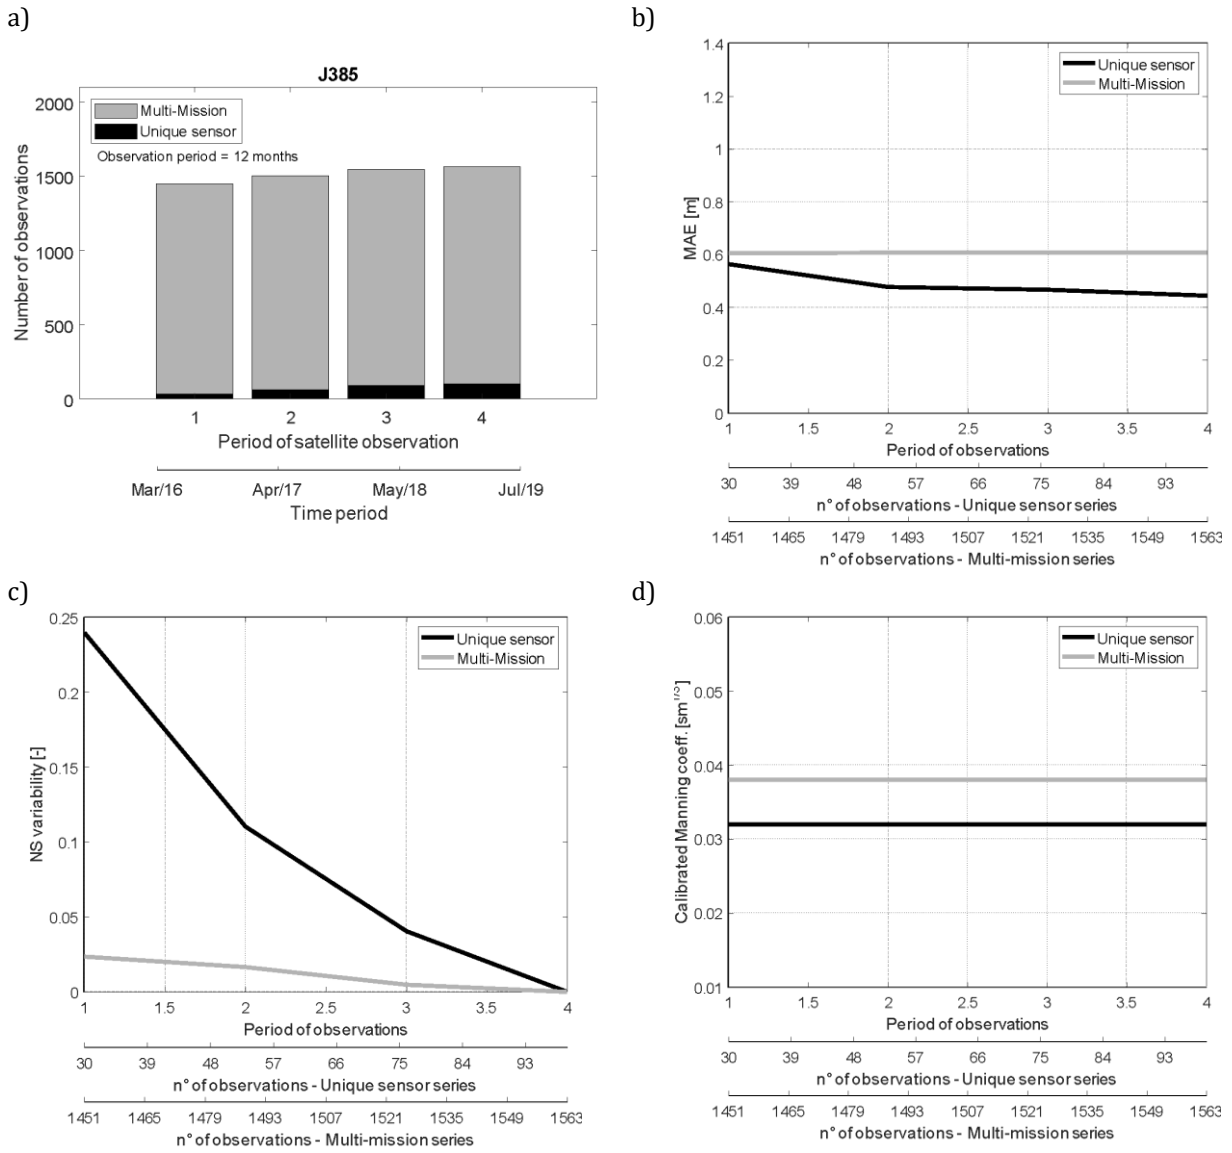 a)
J385
2000
1500
1000
500
0
Number of observations
Multi-Mission
Unique sensor
Observation period = 12 months
1 2 3 4
Period of satellite observation
Mar/16 Apr/17 May/18 Jul/19
Time period
b)
1.4
1.2
1
0.8
0.6
0.4
0.2
0
MAE [m]
Unique sensor
Multi-Mission
1 1.5 2 2.5 3 3.5 4
Period of observations
30 39 48 57 66 75 84 93
n° of observations - Unique sensor series
1451 1465 1479 1493 1507 1521 1535 1549 1563
n° of observations - Multi-mission series
c)
0.25
0.2
0.15
0.1
0.05
0
NS variability [-]
Unique sensor
Multi-Mission
1 1.5 2 2.5 3 3.5 4
Period of observations
30 39 48 57 66 75 84 93
n° of observations - Unique sensor series
1451 1465 1479 1493 1507 1521 1535 1549 1563
n° of observations - Multi-mission series
d)
0.06
0.05
0.04
0.03
0.02
0.01
Calibrated Manning coeff. [sm
Unique sensor
Multi-Mission
1 1.5 2 2.5 3 3.5 4
Period of observations
30 39 48 57 66 75 84 93
n° of observations - Unique sensor series
1451 1465 1479 1493 1507 1521 1535 1549 1563
n° of observations - Multi-mission series